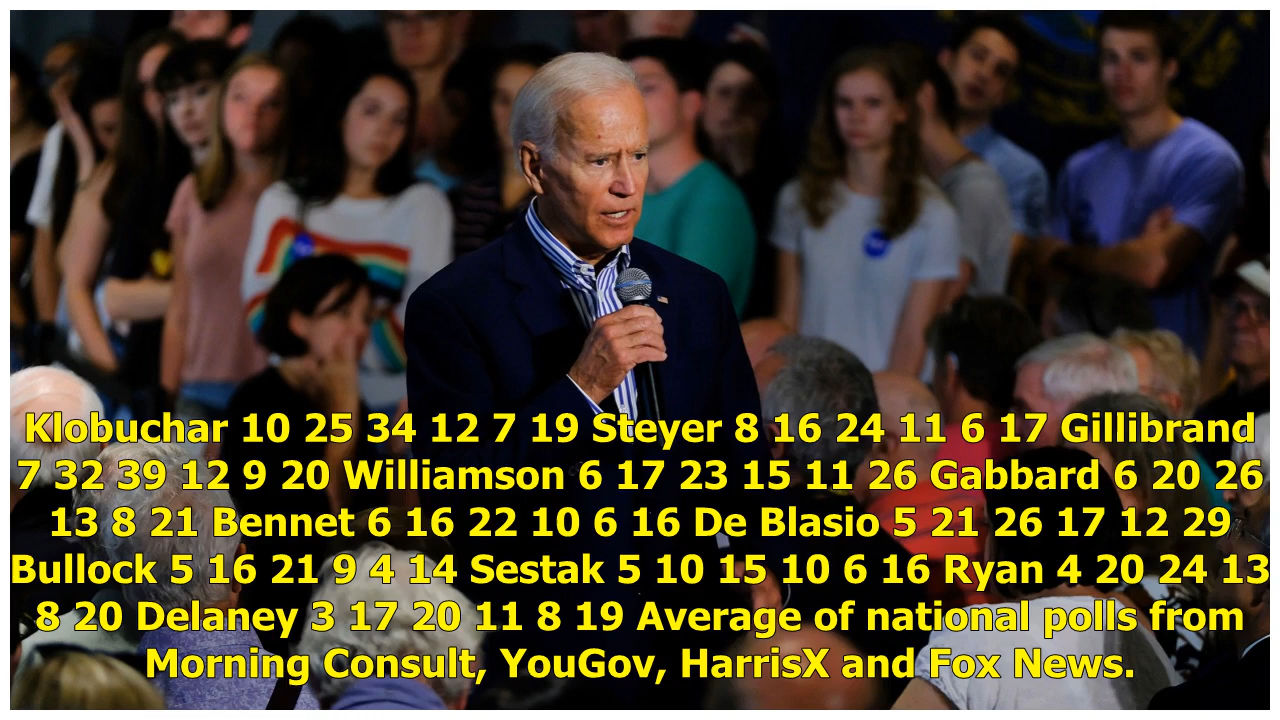 Klobuchar 10 25 34 12 7 19 Steyer 8 16 24 11 6 17 Gillibrand
7 32 39 12 9 20 Williamson 6 17 23 15 11 26 Gabbard 6 20 26
13 8 21 Bennet 6 16 22 10 6 16 De Blasio 5 21 26 17 12 29
Bullock 5 16 21 9 4 14 Sestak 5 10 15 10 6 16 Ryan 4 20 24 13
8 20 Delaney 3 17 20 11 8 19 Average of national polls from
Morning Consult, YouGov, HarrisX and Fox News.